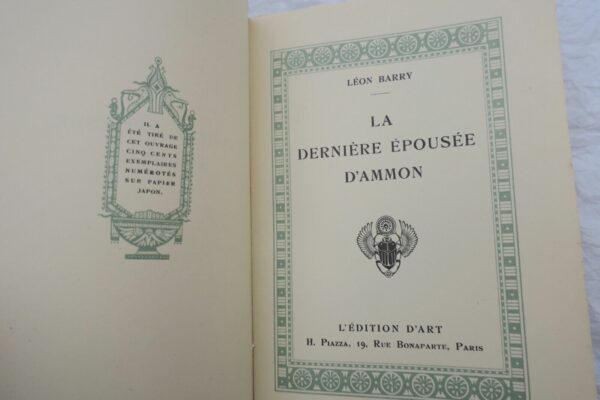 IL A
ÉTÉ TIRÉ DE
CET OUVRAGE
CINQ CENTS
EXEMPLAIRES
NUMÉROTÉS
SUR PAPIER
JAPON.
LÉON BARRY
LA
DERNIÈRE ÉPOUSÉE
D'AMMON
L'ÉDITION D'ART
H. PIAZZA, 19, RUE BONAPARTE, PARIS